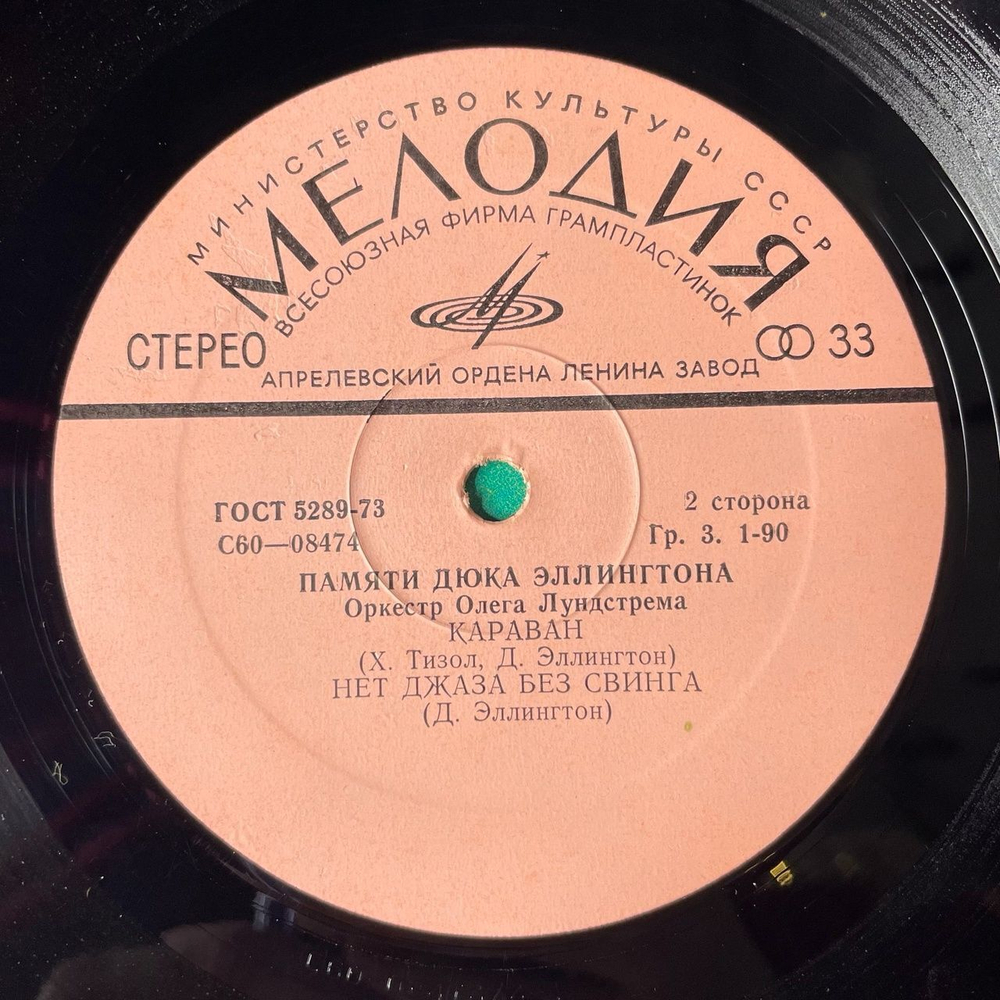 МИНИСТЕРСТВО КУЛЬТУРЫ СССР
МЕЛОДИЯ
ВСЕСОЮЗНАЯ ФИРМА ГРАМПЛАСТИНОК
СТЕРЕО
33
АПРЕЛЕВСКИЙ ОРДЕНА ЛЕНИНА ЗАВОД
ГОСТ 5289-73
2 сторона
С60—08474
Гр. 3. 1-90
ПАМЯТИ ДЮКА ЭЛЛИНГТОНА
Оркестр Олега Лундстрема
КАРАВАН
(Х. Тизол, Д. Эллингтон)
НЕТ ДЖАЗА БЕЗ СВИНГА
(Д. Эллингтон)